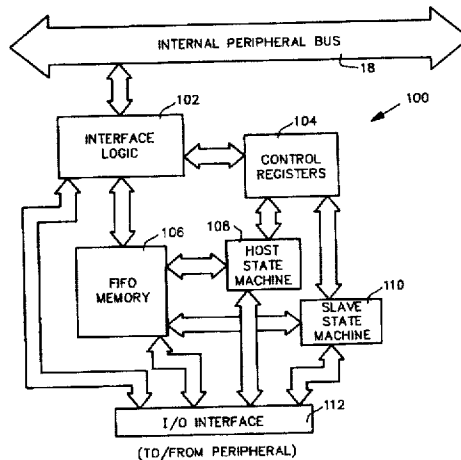 INTERNAL PERIPHERAL BUS
18
102
104
100
INTERFACE
LOGIC
CONTROL
REGISTERS
106
108
HOST
STATE
MACHINE
110
FIFO
MEMORY
SLAVE
STATE
MACHINE
I/O INTERFACE
112
(TO/FROM PERIPHERAL)